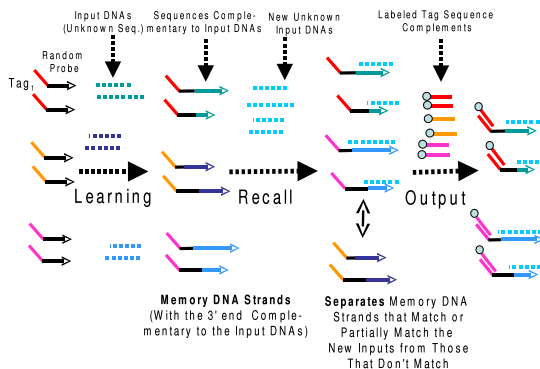 Input DNAs
(Unknown Seq.)
Sequences Comple-
mentary to Input DNAs
New Unknown
Input DNAs
Labeled Tag Sequence
Complements
Random
Probe
Tag1
Learning
Recall
Output
Memory DNA Strands
(With the 3' end Comple-
mentary to the Input DNAs)
Separates Memory DNA
Strands that Match or
Partially Match the
New Inputs from Those
That Don't Match